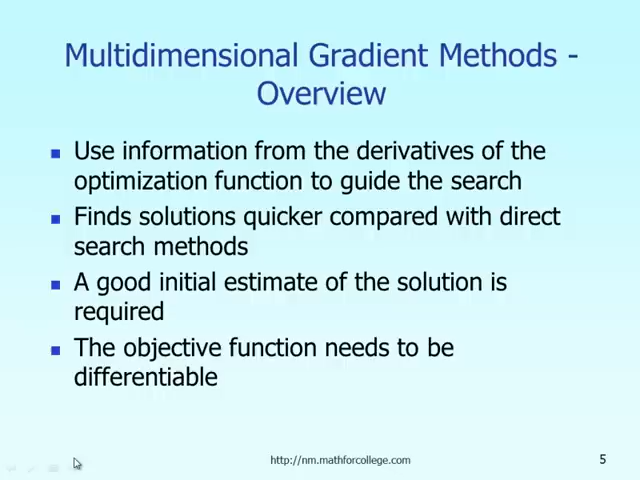 Multidimensional Gradient Methods -
Overview
Use information from the derivatives of the
optimization function to guide the search
Finds solutions quicker compared with direct
search methods
A good initial estimate of the solution is
required
The objective function needs to be
differentiable
http://nm.mathforcollege.com
5